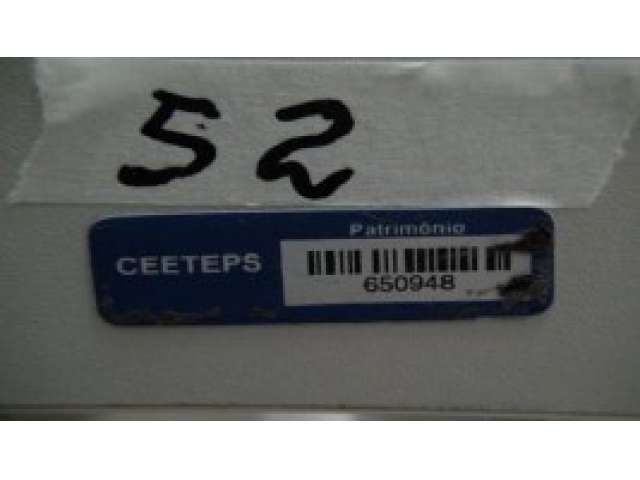 52
Patrimônio
CEETEPS
650948